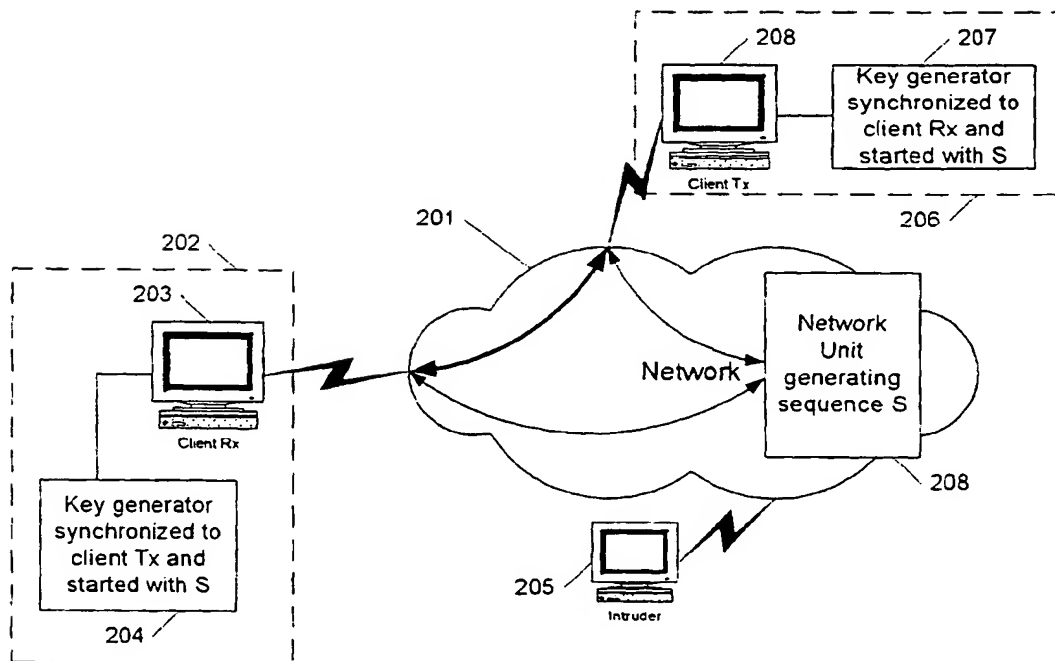 208
207
Key generator
synchronized to
client Rx and
started with S
Client Tx
206
201
202
203
Client Rx
Key generator
synchronized to
client Tx and
started with S
204
Network
Network
Unit
generating
sequence S
208
205
Intruder